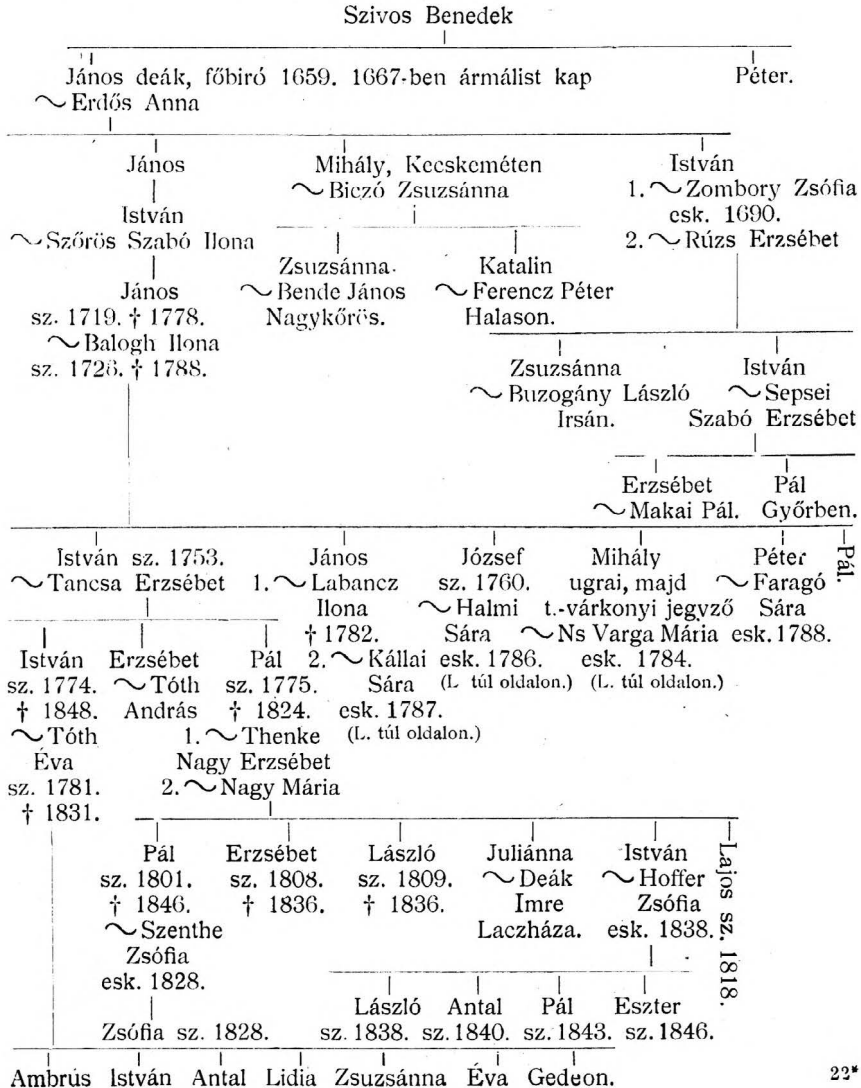 Szivos Benedek
János deák, főbiró 1659. 1667-ben ármálist kap Péter.
~ Erdős Anna
János Mihály, Kecskeméten István
~ Biczó Zsuzsánna 1. ~ Zombory Zsófia
István esk. 1690.
~ Szőrös Szabó Ilona 2. ~ Rúzs Erzsébet
Zsuzsánna. Katalin
János ~ Bende János ~ Ferencz Péter
sz. 1719. † 1778. Nagykőrös. Halason.
~ Balogh Ilona
sz. 1726. † 1788. Zsuzsánna István
~ Buzogány László ~ Sepsei
Irsán. Szabó Erzsébet
Erzsébet Pál
~ Makai Pál. Győrben.
István sz. 1753. János József Mihály Péter Pál.
~ Tancsa Erzsébet 1. ~ Labancz sz. 1760. ugrai, majd ~ Faragó
Ilona ~ Halmi t.-várkonyi jegyző Sára
† 1782. Sára ~ Ns Varga Mária esk. 1788.
István Erzsébet Pál 2. ~ Kállai esk. 1786. esk. 1784.
sz. 1774. ~ Tóth sz. 1775. Sára (L túl oldalon.) (L. túl oldalon.)
† 1848. András † 1824. esk. 1787.
~ Tóth 1. ~ Thenke (L. túl oldalon.)
Éva Nagy Erzsébet
sz. 1781. 2. ~ Nagy Mária
† 1831.
Pál Erzsébet László Juliánna István Lajos sz. 1818.
sz. 1801. sz. 1808. sz. 1809. ~ Deák ~ Hoffer
† 1846. † 1836. † 1836. Imre Zsófia
~ Szenthe Laczháza. esk. 1838.
Zsófia
esk. 1828.
László Antal Pál Eszter
Zsófia sz. 1828. sz. 1838. sz. 1840. sz. 1843. sz. 1846.
Ambrus István Antal Lidia Zsuzsánna Éva Gedeon. 22*